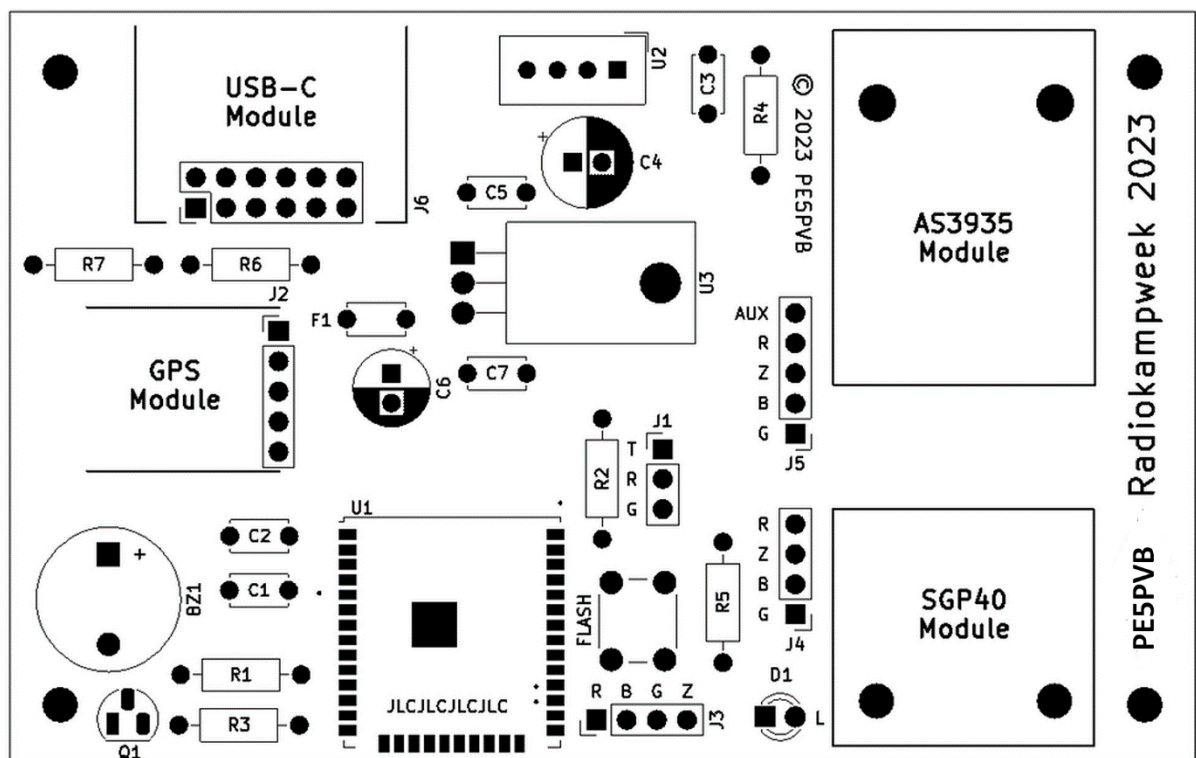 USB-C
Module
J6
U2
C3
R4
© 2023 PE5PVB
+
C4
C5
AS3935
Module
Radiokampweek 2023
PE5PVB
R7
R6
U3
J2
F1
GPS
Module
+
C6
C7
AUX
R
Z
B
G
J5
J1
T
R
G
R2
U1
C2
C1
+
BZ1
R
Z
B
G
J4
FLASH
R5
SGP40
Module
R1
R3
Q1
JLCJLCJLCJLC
R B G Z
J3
D1
L